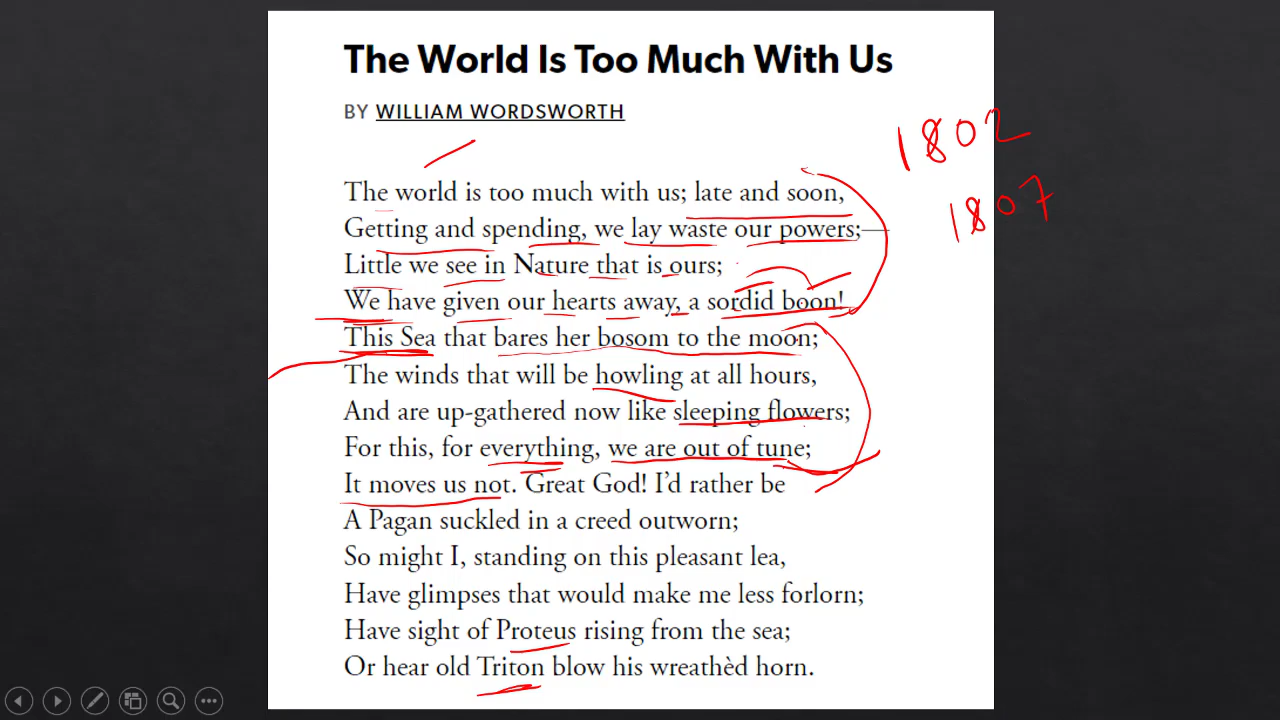 The World Is Too Much With Us
BY WILLIAM WORDSWORTH
1802
1807
The world is too much with us; late and soon,
Getting and spending, we lay waste our powers;—
Little we see in Nature that is ours;
We have given our hearts away, a sordid boon!
This Sea that bares her bosom to the moon;
The winds that will be howling at all hours,
And are up-gathered now like sleeping flowers;
For this, for everything, we are out of tune;
It moves us not. Great God! I’d rather be
A Pagan suckled in a creed outworn;
So might I, standing on this pleasant lea,
Have glimpses that would make me less forlorn;
Have sight of Proteus rising from the sea;
Or hear old Triton blow his wreathèd horn.